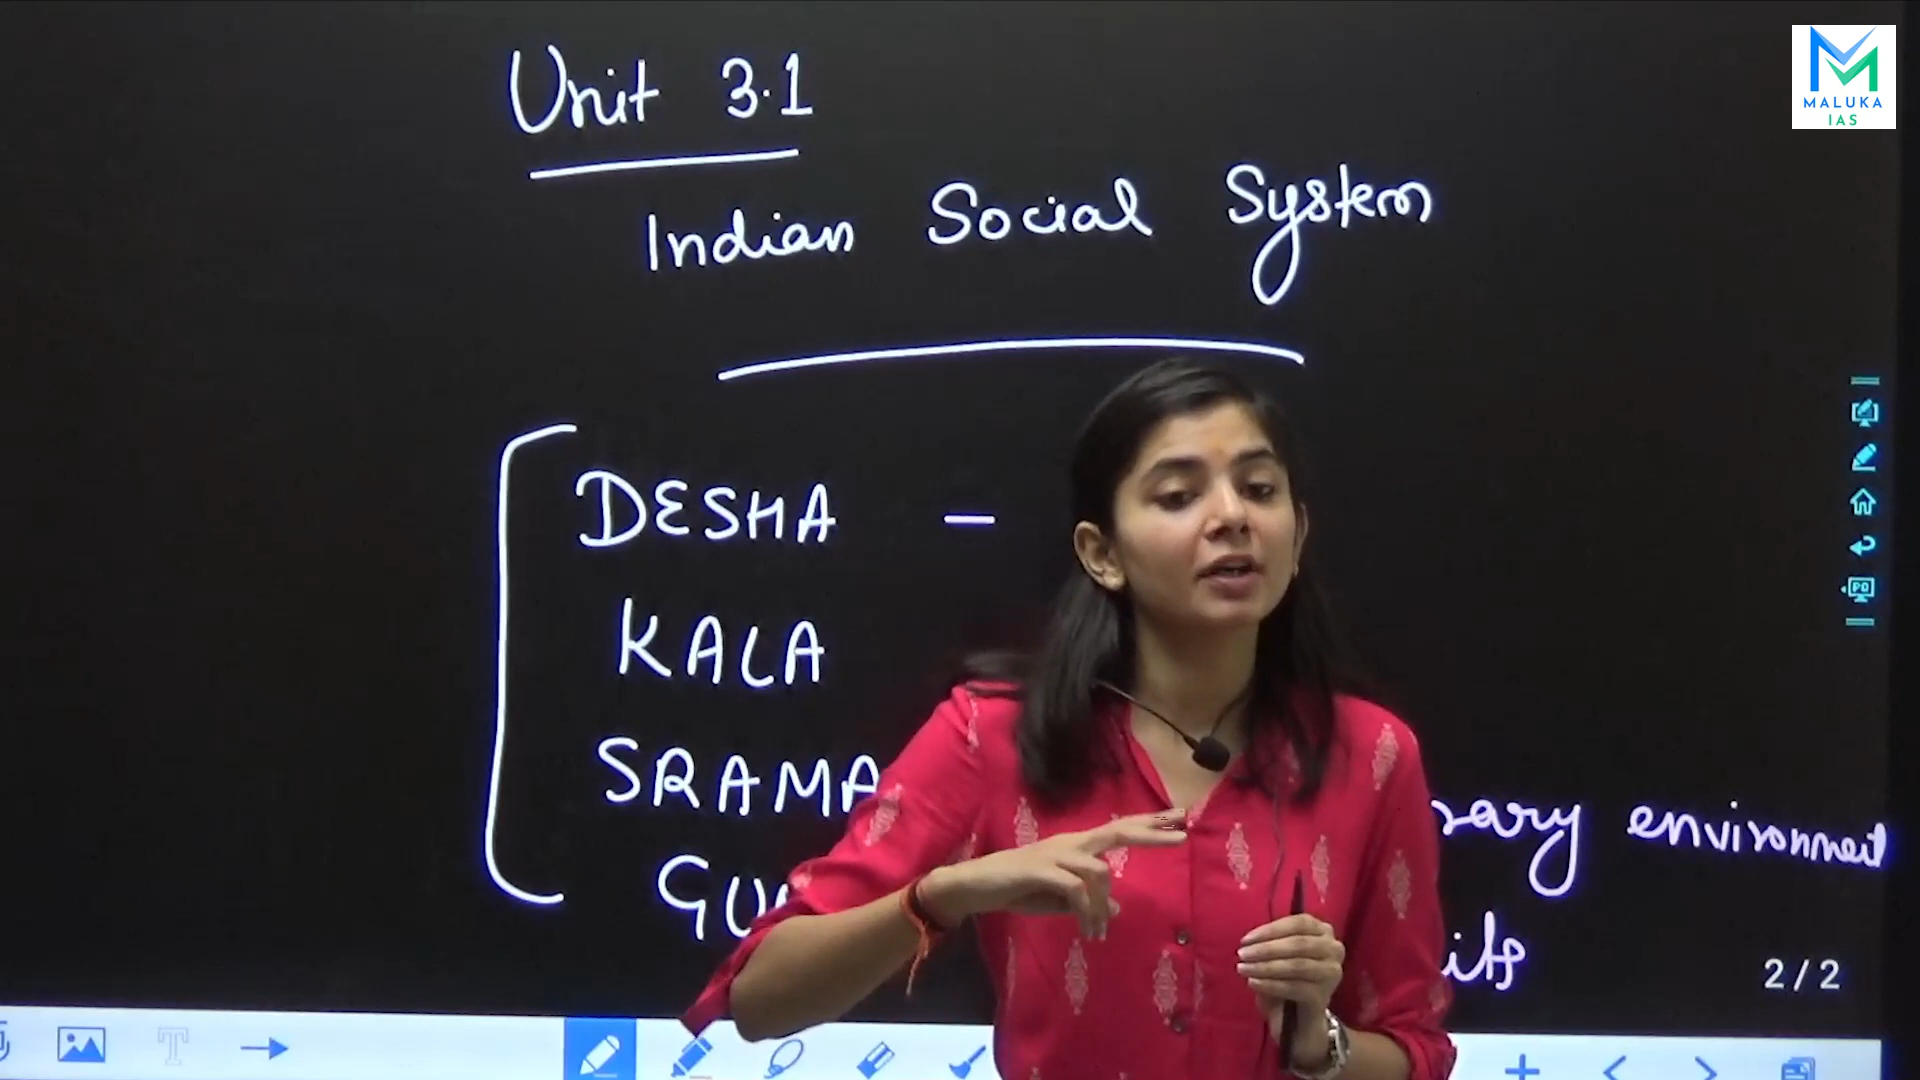 Unit 3.1
Indian Social System
DESHA -
KALA
SRAMA
environment
2/2
MALUKA
IAS